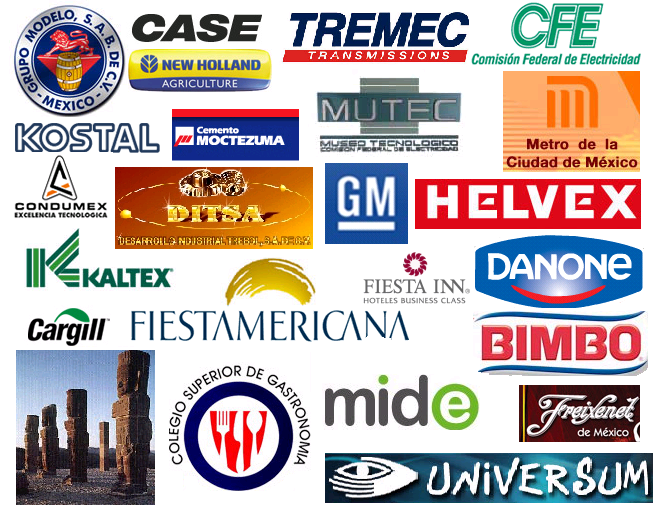 GRUPO MODELO, S.A.B. DE C.V.
- MEXICO -
CASE
NEW HOLLAND
AGRICULTURE
TREMEC
TRANSMISSIONS
CFE
Comisión Federal de Electricidad
KOSTAL
Cemento
MOCTEZUMA
MUTEC
MUSEO TECNOLOGICO
COMISION FEDERAL DE ELECTRICIDAD
Metro de la
Ciudad de México
CONDUMEX
EXCELENCIA TECNOLOGICA
DITSA
DESARROLLO INDUSTRIAL TREBOL, S.A. DE C.V.
GM
HELVEX
KALTEX®
FIESTAMERICANA
FIESTA INN®
HOTELES BUSINESS CLASS
DANONE
Cargill™
BIMBO®
COLEGIO SUPERIOR DE GASTRONOMIA
mide
Freixenet
de México
UNiVERSUM